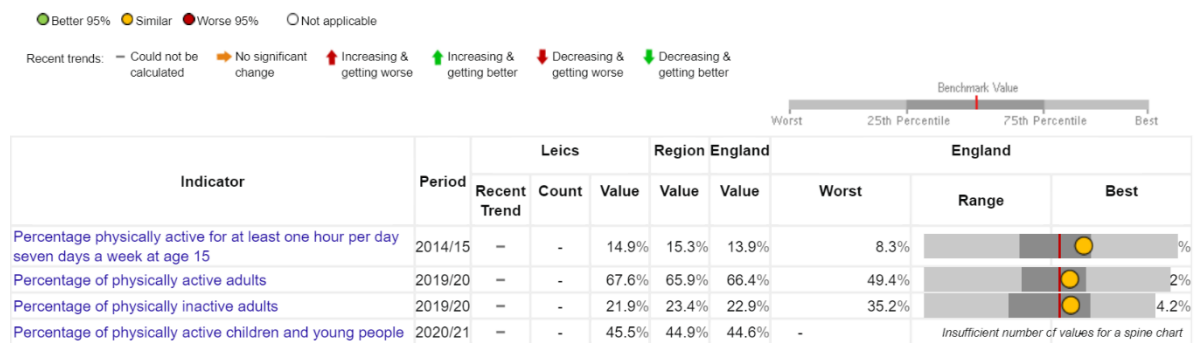 Better 95% Similar Worse 95% Not applicable
Recent trends: – Could not be calculated No significant change Increasing & getting worse Increasing & getting better Decreasing & getting worse Decreasing & getting better
Benchmark Value
Worst 25th Percentile 75th Percentile Best
Leics Region England England
Indicator Period Recent Trend Count Value Value Value Worst Range Best
Percentage physically active for at least one hour per day seven days a week at age 15 2014/15 – - 14.9% 15.3% 13.9% 8.3% %
Percentage of physically active adults 2019/20 – - 67.6% 65.9% 66.4% 49.4% 2%
Percentage of physically inactive adults 2019/20 – - 21.9% 23.4% 22.9% 35.2% 4.2%
Percentage of physically active children and young people 2020/21 – - 45.5% 44.9% 44.6% - Insufficient number of values for a spine chart